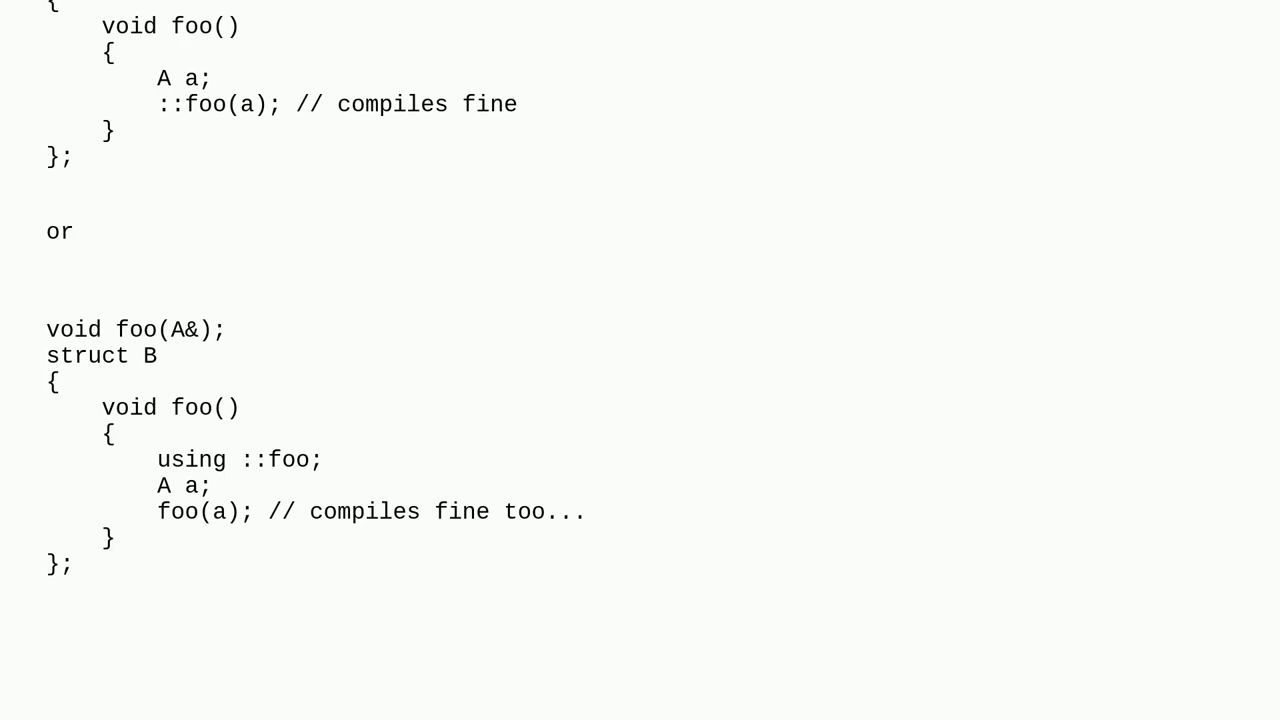 {
    void foo()
    {
        A a;
        ::foo(a); // compiles fine
    }
};
or
void foo(A&);
struct B
{
    void foo()
    {
        using ::foo;
        A a;
        foo(a); // compiles fine too...
    }
};